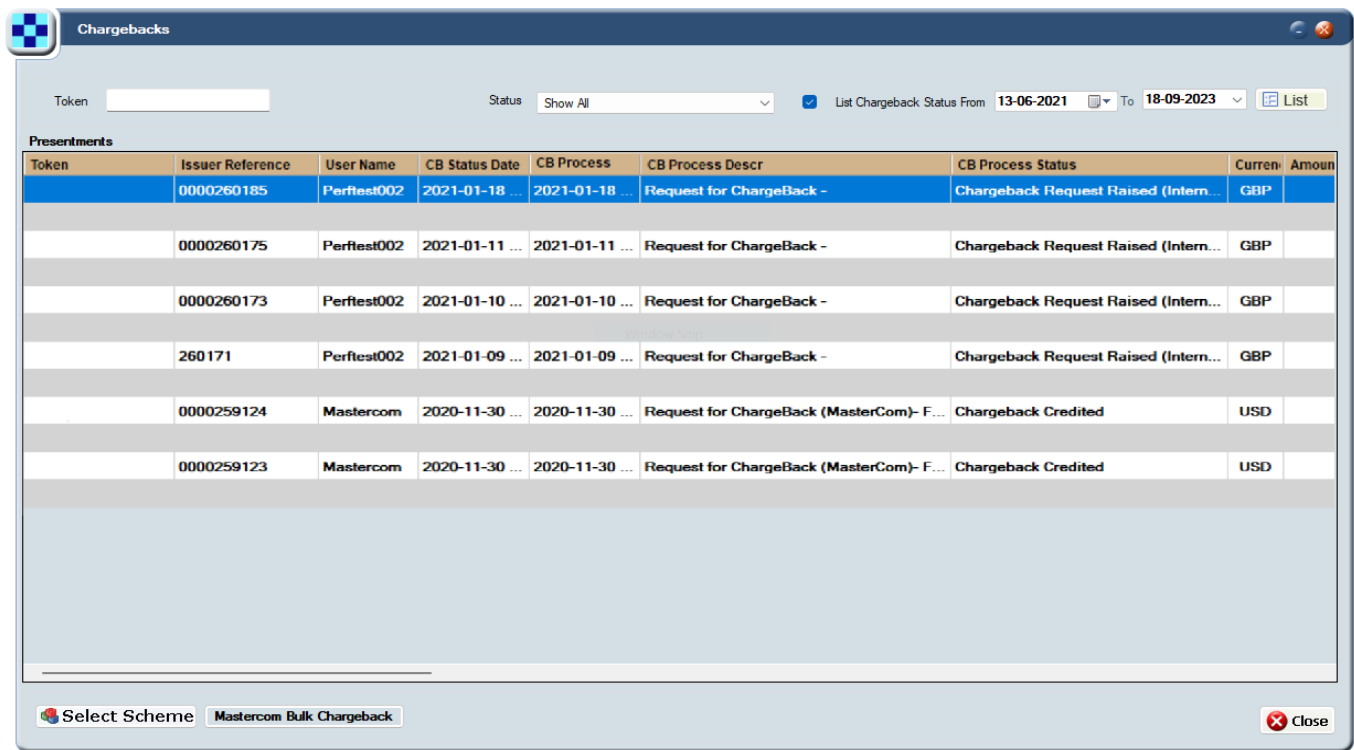 Chargebacks
Token Status Show All List Chargeback Status From 13-06-2021 To 18-09-2023 List
Presentments
Token Issuer Reference User Name CB Status Date CB Process CB Process Descr CB Process Status Curren Amoun
0000260185 Perftest002 2021-01-18 ... 2021-01-18 ... Request for ChargeBack - Chargeback Request Raised (Intern... GBP
0000260175 Perftest002 2021-01-11 ... 2021-01-11 ... Request for ChargeBack - Chargeback Request Raised (Intern... GBP
0000260173 Perftest002 2021-01-10 ... 2021-01-10 ... Request for ChargeBack - Chargeback Request Raised (Intern... GBP
Window Snip
260171 Perftest002 2021-01-09 ... 2021-01-09 ... Request for ChargeBack - Chargeback Request Raised (Intern... GBP
0000259124 Mastercom 2020-11-30 ... 2020-11-30 ... Request for ChargeBack (MasterCom)- F... Chargeback Credited USD
0000259123 Mastercom 2020-11-30 ... 2020-11-30 ... Request for ChargeBack (MasterCom)- F... Chargeback Credited USD
Select Scheme Mastercom Bulk Chargeback Close